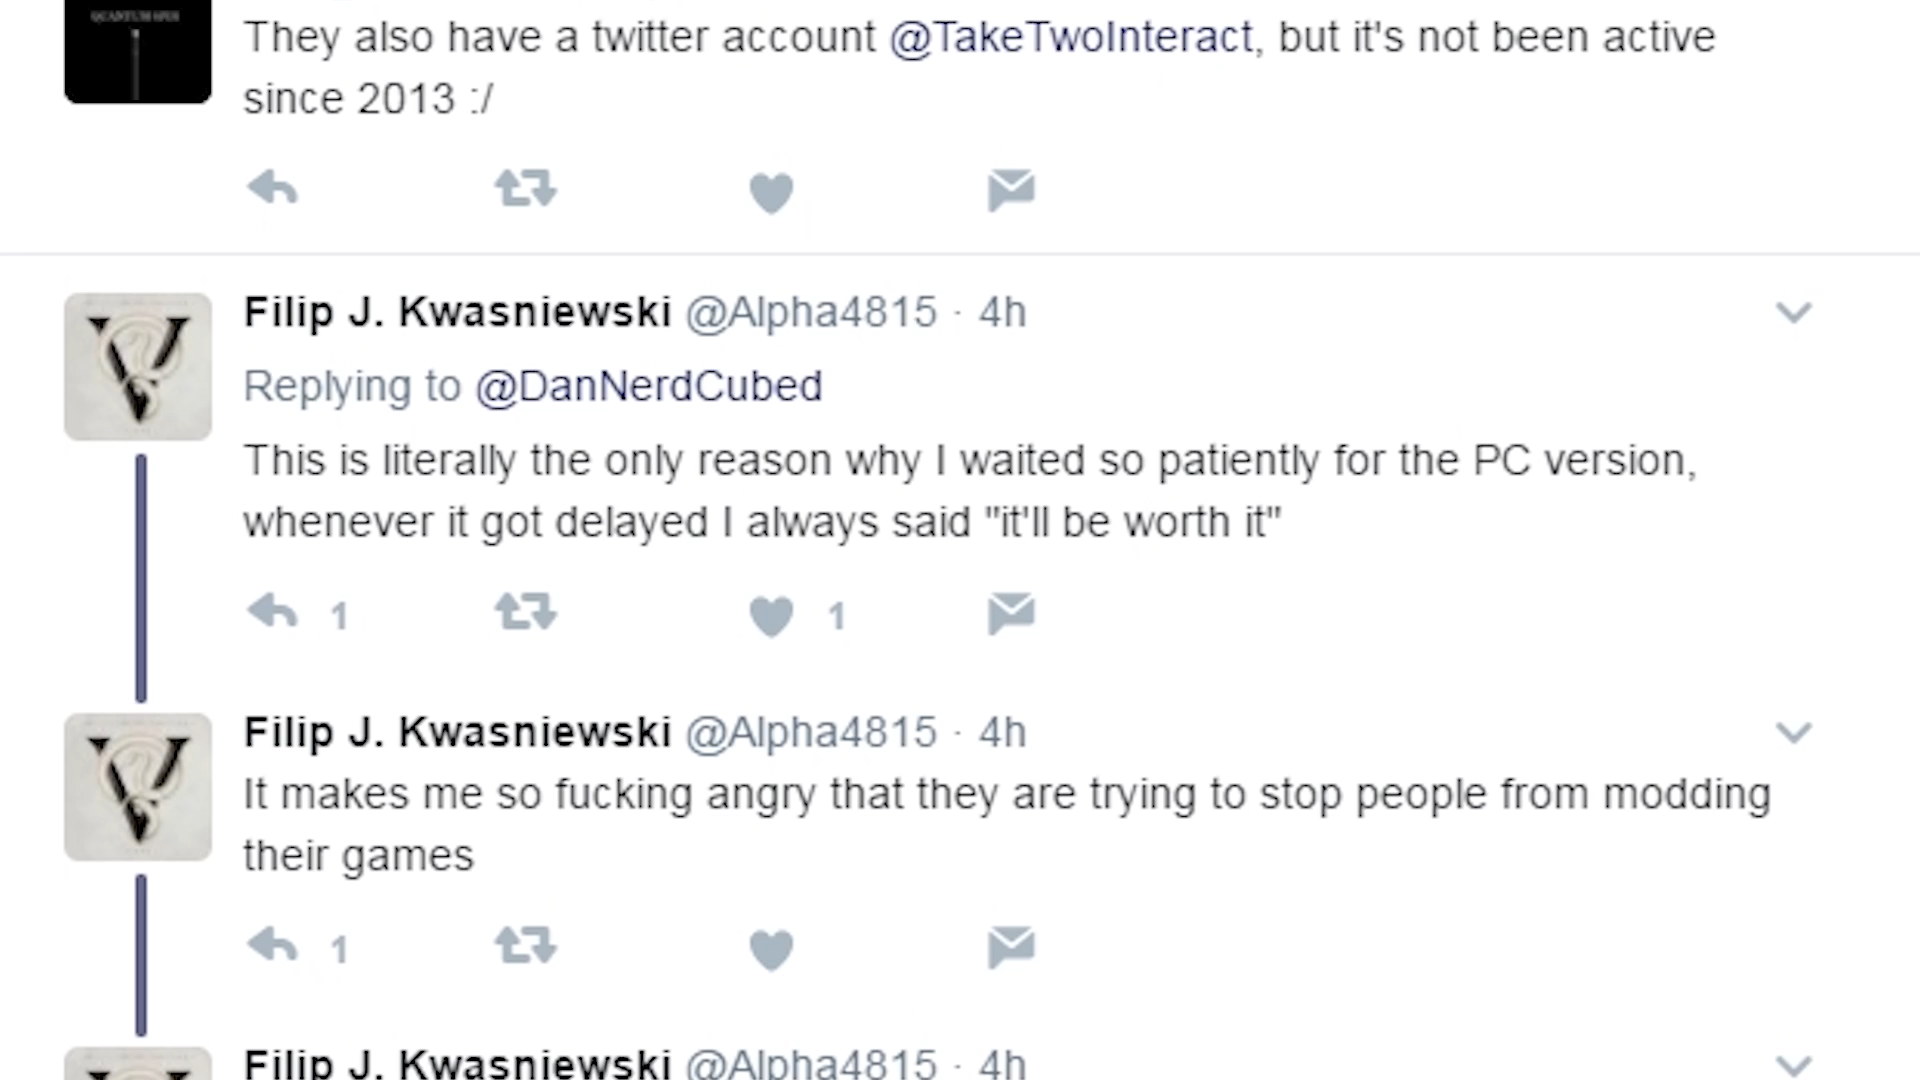 They also have a twitter account @TakeTwoInteract, but it's not been active
since 2013 :/
Filip J. Kwasniewski @Alpha4815 · 4h
Replying to @DanNerdCubed
This is literally the only reason why I waited so patiently for the PC version,
whenever it got delayed I always said "it'll be worth it"
1 1
Filip J. Kwasniewski @Alpha4815 · 4h
It makes me so fucking angry that they are trying to stop people from modding
their games
1
Filip J. Kwasniewski @Alpha4815 · 4h